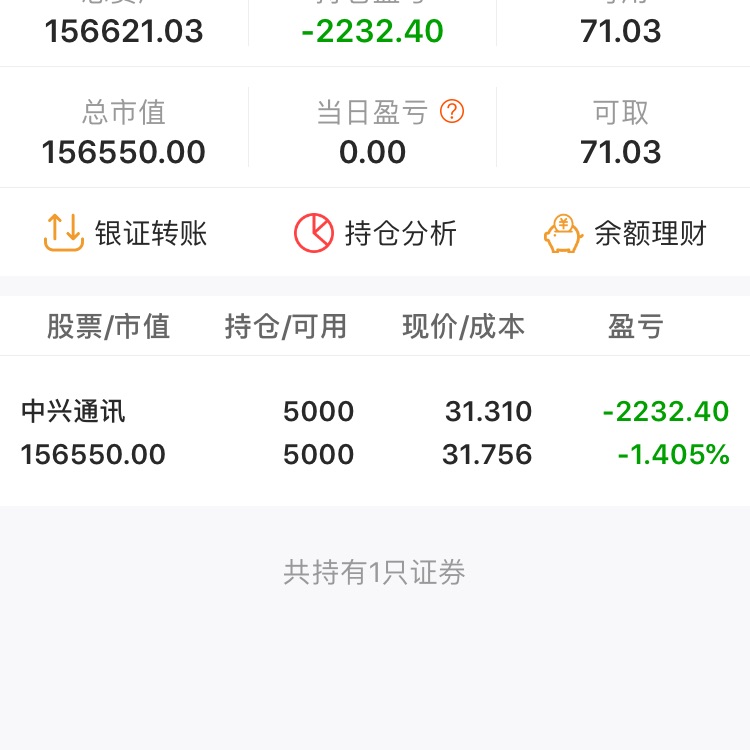 156621.03 -2232.40 71.03
总市值 当日盈亏 ? 可取
156550.00 0.00 71.03
银证转账 持仓分析 余额理财
股票/市值 持仓/可用 现价/成本 盈亏
中兴通讯 5000 31.310 -2232.40
156550.00 5000 31.756 -1.405%
共持有1只证券